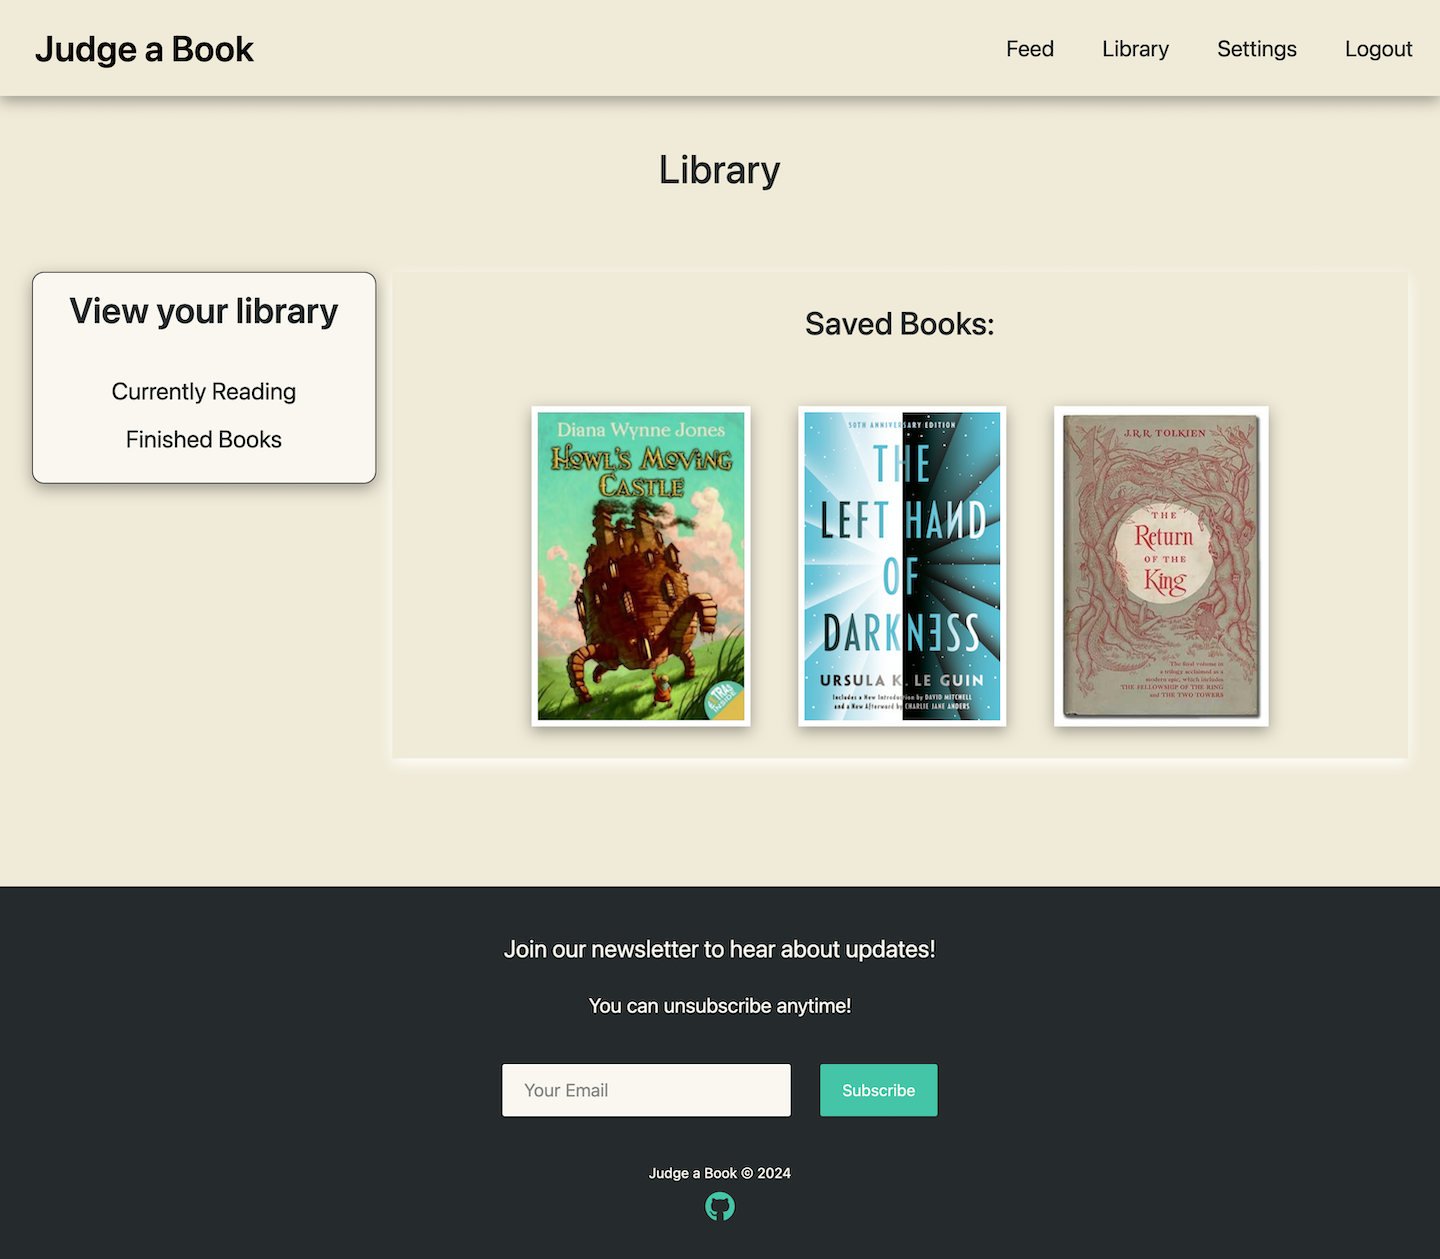 Judge a Book
Feed
Library
Settings
Logout
Library
View your library
Currently Reading
Finished Books
Saved Books:
Diana Wynne Jones
HOWL'S MOVING
CASTLE
EXTRAS
INSIDE
50TH ANNIVERSARY EDITION
THE
LEFT HAND
OF
DARKNESS
URSULA K. LE GUIN
Includes a New Introduction by DAVID MITCHELL
and a New Afterword by CHARLIE JANE ANDERS
J.R.R. TOLKIEN
THE
Return
OF THE
King
The final volume in
a trilogy acclaimed as a
modern epic, which includes
THE FELLOWSHIP OF THE RING
and THE TWO TOWERS
Join our newsletter to hear about updates!
You can unsubscribe anytime!
Your Email
Subscribe
Judge a Book © 2024